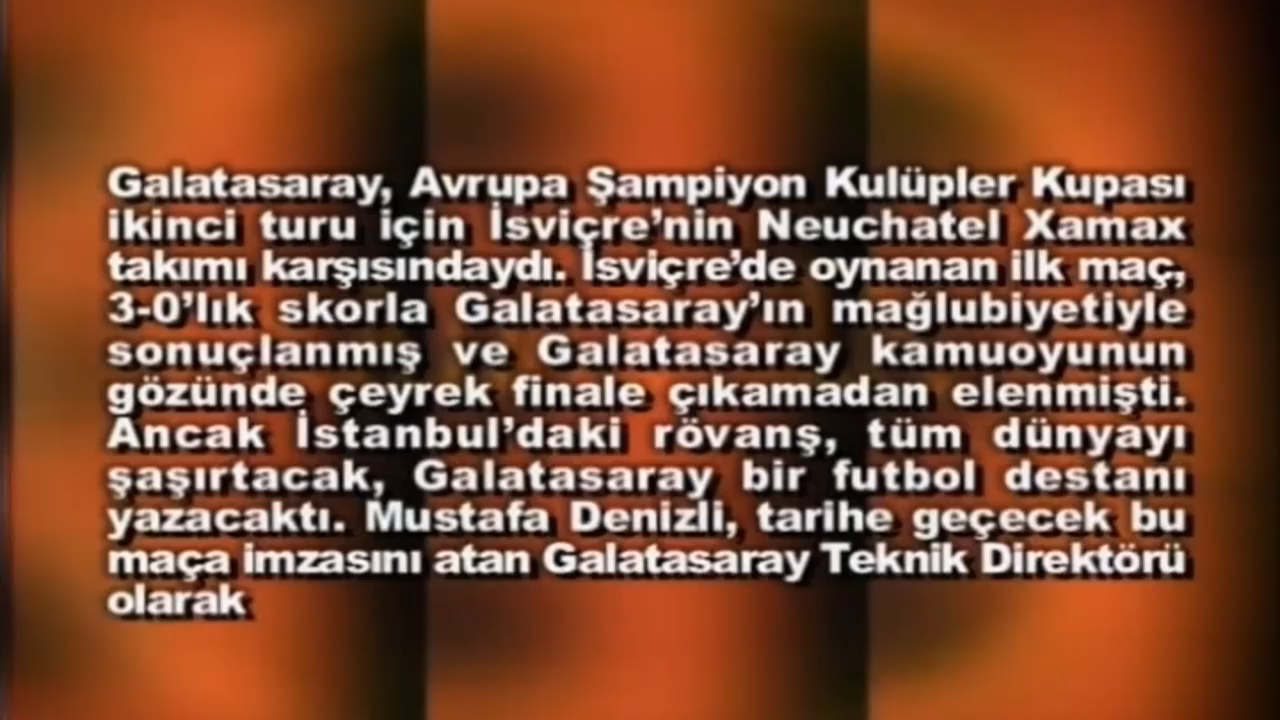 Galatasaray, Avrupa Şampiyon Kulüpler Kupası
ikinci turu için İsviçre’nin Neuchatel Xamax
takımı karşısındaydı. İsviçre’de oynanan ilk maç,
3-0’lık skorla Galatasaray’ın mağlubiyetiyle
sonuçlanmış ve Galatasaray kamuoyunun
gözünde çeyrek finale çıkamadan elenmişti.
Ancak İstanbul’daki rövanş, tüm dünyayı
şaşırtacak, Galatasaray bir futbol destanı
yazacaktı. Mustafa Denizli, tarihe geçecek bu
maça imzasını atan Galatasaray Teknik Direktörü
olarak